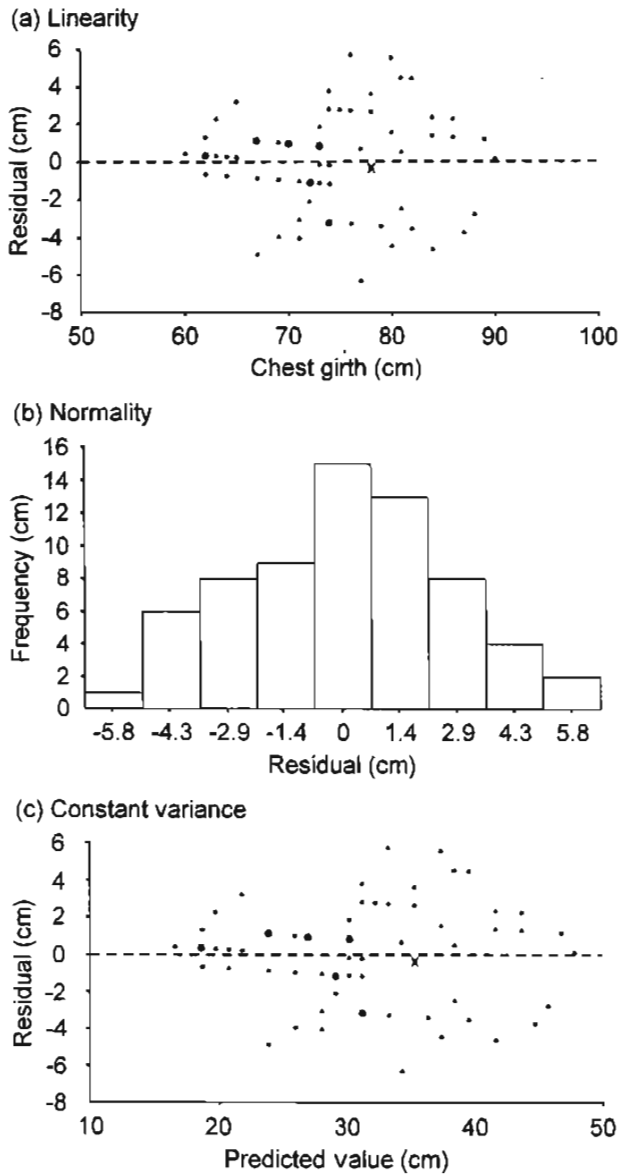 (a) Linearity
6
4
2
0
-2
-4
-6
-8
Residual (cm)
50 60 70 80 90 100
Chest girth (cm)
(b) Normality
16
14
12
10
8
6
4
2
0
Frequency (cm)
-5.8 -4.3 -2.9 -1.4 0 1.4 2.9 4.3 5.8
Residual (cm)
(c) Constant variance
6
4
2
0
-2
-4
-6
-8
Residual (cm)
10 20 30 40 50
Predicted value (cm)